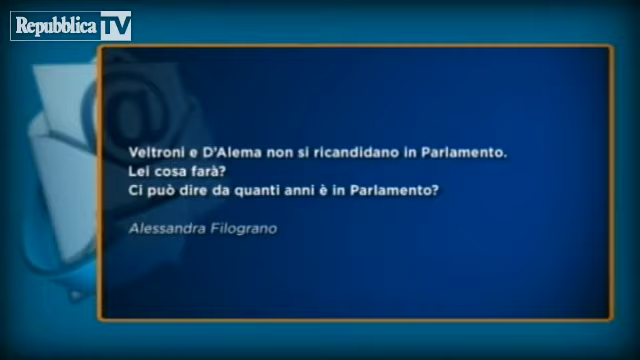 Repubblica TV
Veltroni e D'Alema non si ricandidano in Parlamento.
Lei cosa farà?
Ci può dire da quanti anni è in Parlamento?
Alessandra Filograno